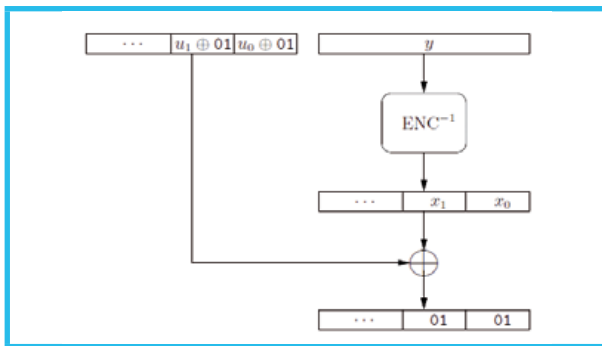 ··· u₁ ⊕ 01 u₀ ⊕ 01
y
ENC⁻¹
··· x₁ x₀
··· 01 01